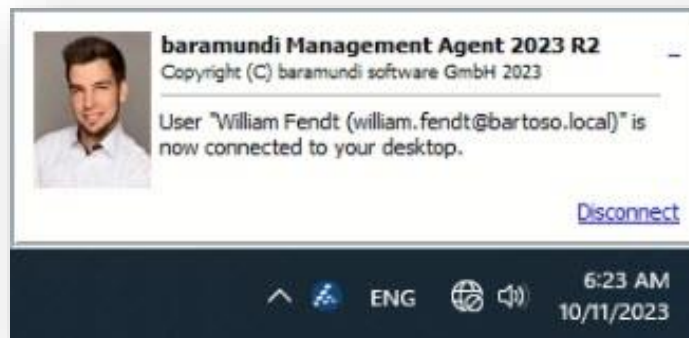 baramundi Management Agent 2023 R2
Copyright (C) baramundi software GmbH 2023
User "William Fendt (william.fendt@bartoso.local)" is
now connected to your desktop.
Disconnect
ENG
6:23 AM
10/11/2023